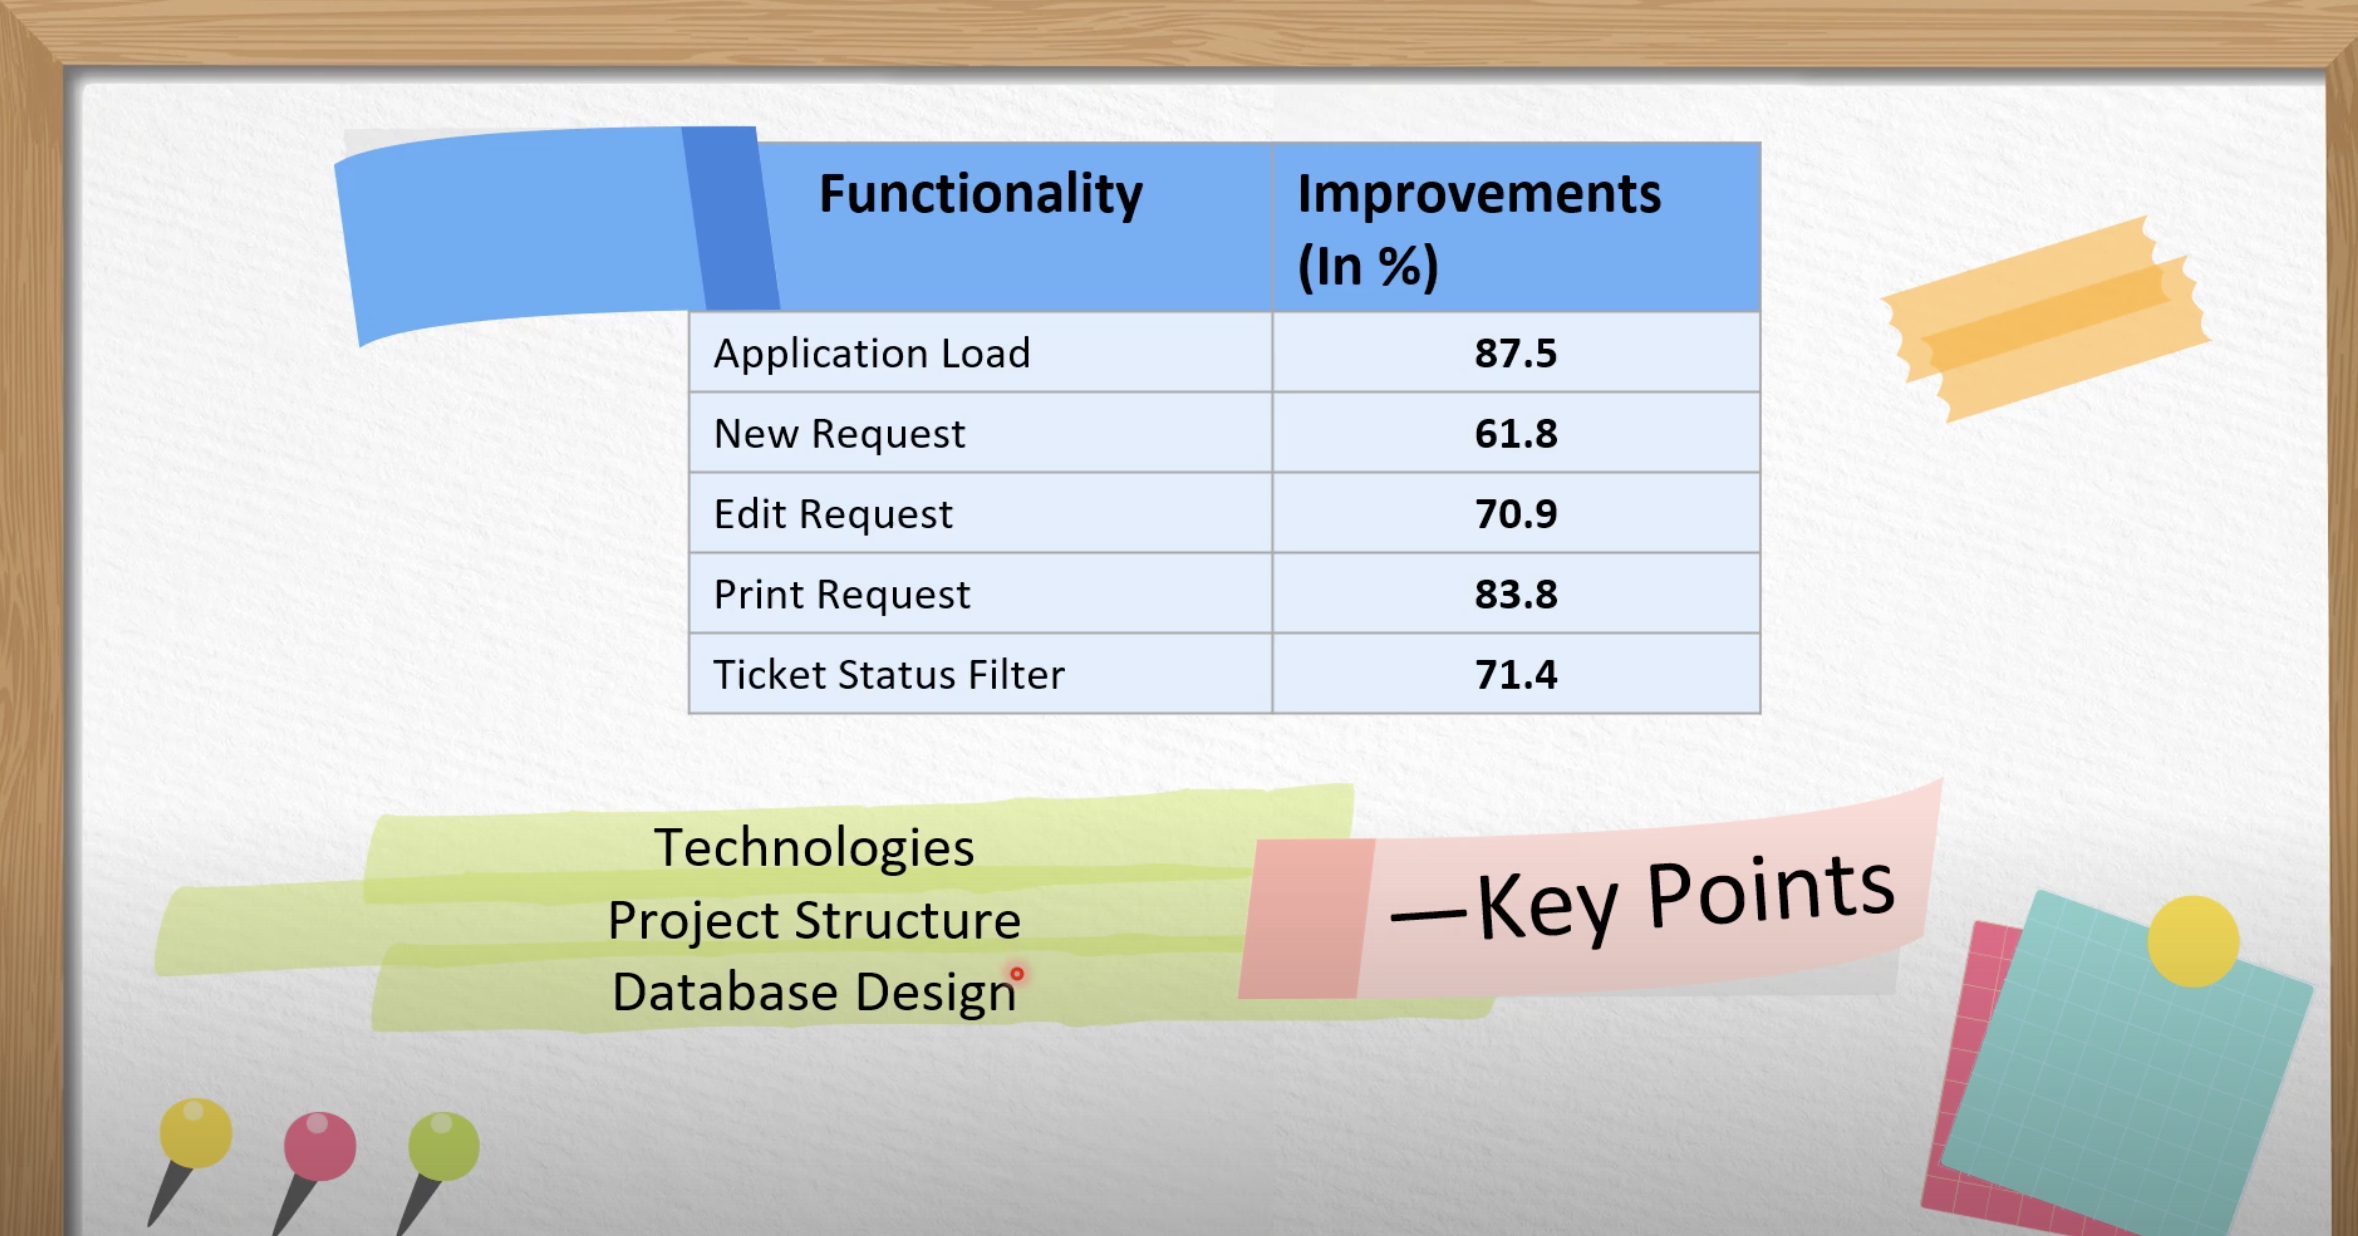 Functionality
Improvements
(In %)
Application Load
87.5
New Request
61.8
Edit Request
70.9
Print Request
83.8
Ticket Status Filter
71.4
Technologies
Project Structure
Database Design
—Key Points